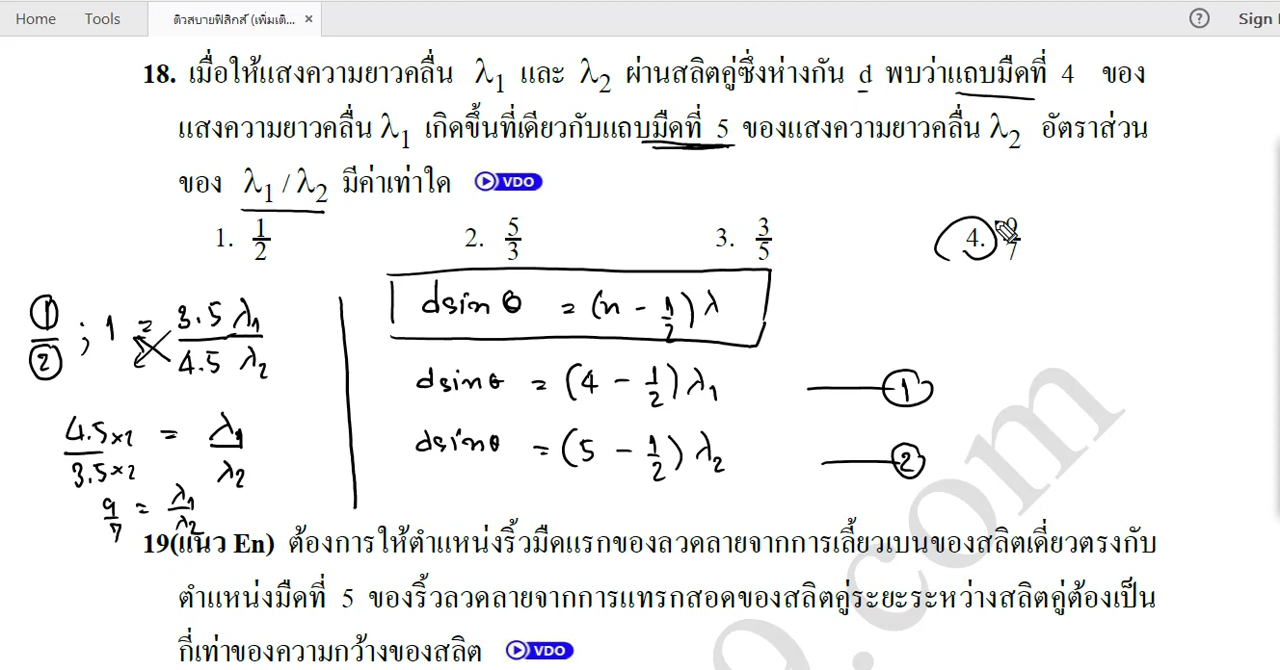 Home Tools ติวสบายฟิสิกส์ (เพิ่มเติ... × ? Sign
18. เมื่อให้แสงความยาวคลื่น λ1 และ λ2 ผ่านสลิตคู่ซึ่งห่างกัน d พบว่าแถบมืดที่ 4 ของ
แสงความยาวคลื่น λ1 เกิดขึ้นที่เดียวกับแถบมืดที่ 5 ของแสงความยาวคลื่น λ2 อัตราส่วน
ของ λ1 / λ2 มีค่าเท่าใด VDO
1. 1/2 2. 5/3 3. 3/5 4. 9/7
①/② ; 1 = 3.5 λ1 / 4.5 λ2
4.5×2 / 3.5×2 = λ1 / λ2
9/7 = λ1/λ2
dsinθ = (n - 1/2) λ
dsinθ = (4 - 1/2) λ1 ①
dsinθ = (5 - 1/2) λ2 ②
19(แนว En) ต้องการให้ตำแหน่งริ้วมืดแรกของลวดลายจากการเลี้ยวเบนของสลิตเดี่ยวตรงกับ
ตำแหน่งมืดที่ 5 ของริ้วลวดลายจากการแทรกสอดของสลิตคู่ระยะระหว่างสลิตคู่ต้องเป็น
กี่เท่าของความกว้างของสลิต VDO
9.com